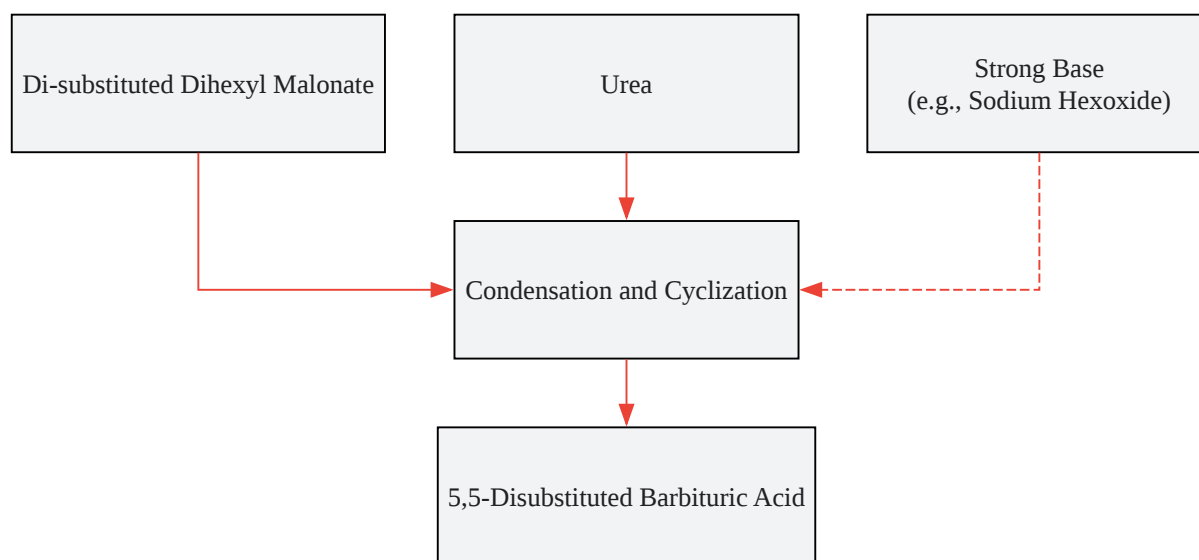 Di-substituted Dihexyl Malonate
Urea
Strong Base
(e.g., Sodium Hexoxide)
Condensation and Cyclization
5,5-Disubstituted Barbituric Acid